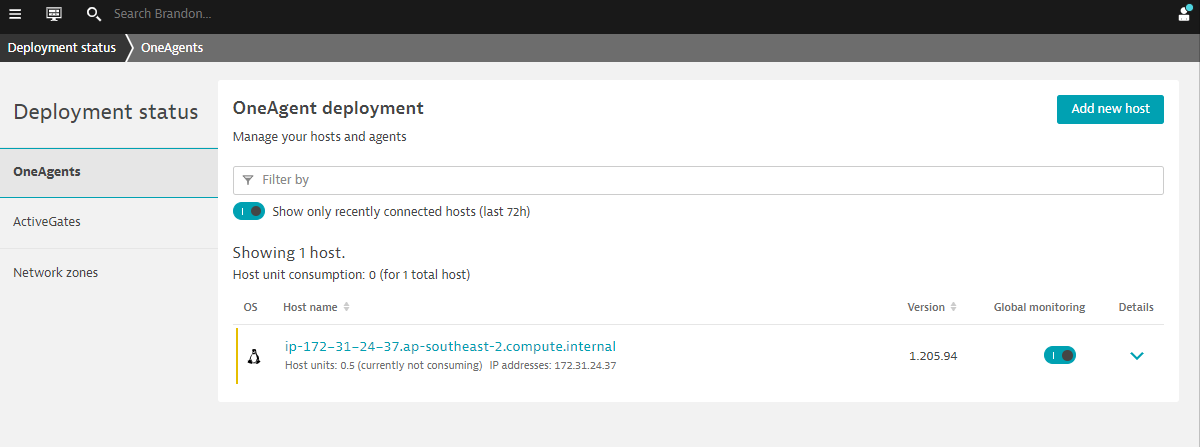 Search Brandon...
Deployment status OneAgents
Deployment status
OneAgents
ActiveGates
Network zones
OneAgent deployment
Add new host
Manage your hosts and agents
Filter by
Show only recently connected hosts (last 72h)
Showing 1 host.
Host unit consumption: 0 (for 1 total host)
OS Host name Version Global monitoring Details
ip-172-31-24-37.ap-southeast-2.compute.internal
Host units: 0.5 (currently not consuming) IP addresses: 172.31.24.37
1.205.94